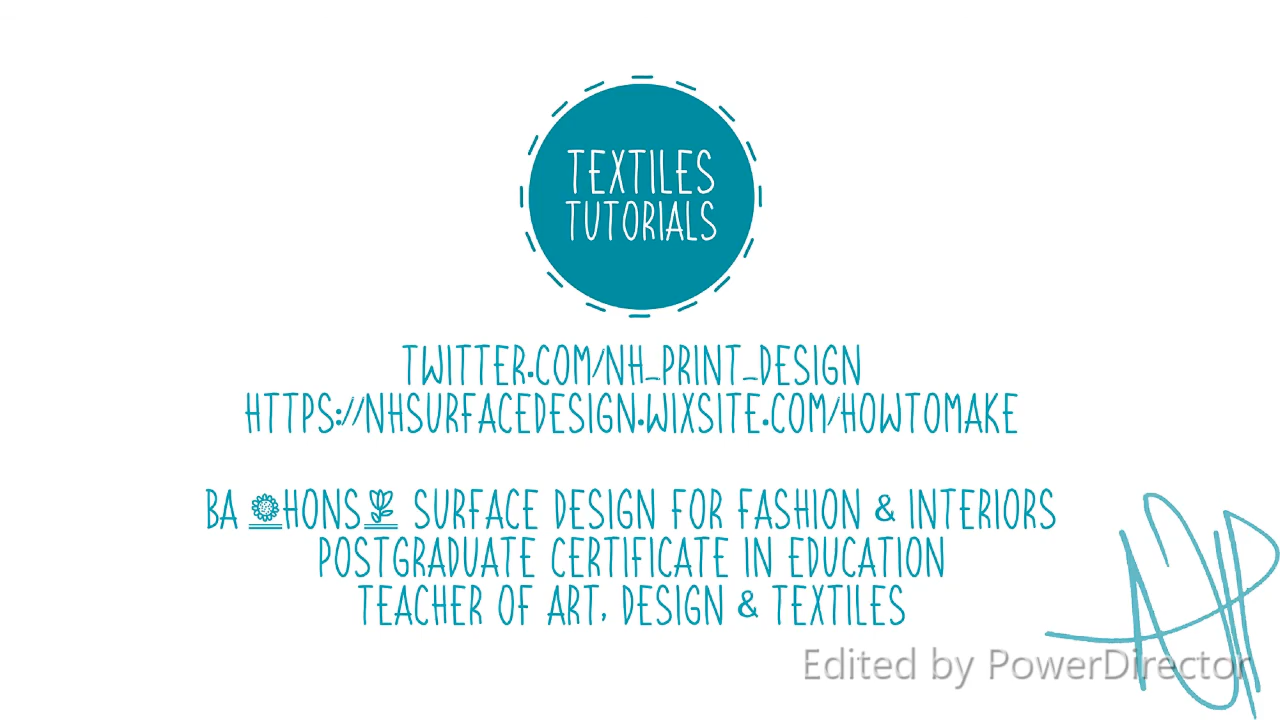 TEXTILES
TUTORIALS
TWITTER.COM/NH_PRINT_DESIGN
HTTPS://NHSURFACEDESIGN.WIXSITE.COM/HOWTOMAKE
BA HONS SURFACE DESIGN FOR FASHION & INTERIORS
POSTGRADUATE CERTIFICATE IN EDUCATION
TEACHER OF ART, DESIGN & TEXTILES
Edited by PowerDirector